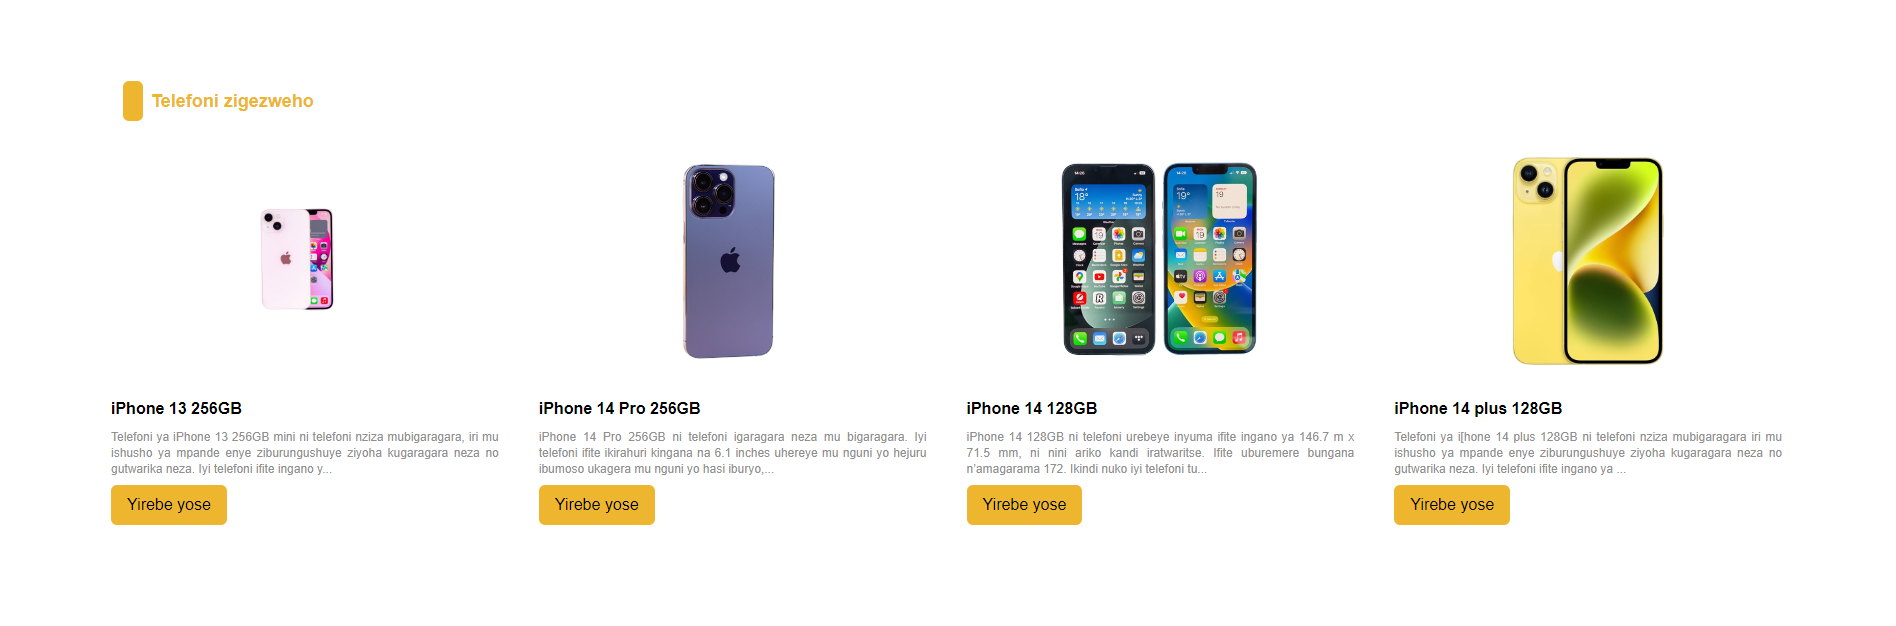 Telefoni zigezweho
iPhone 13 256GB
Telefoni ya iPhone 13 256GB mini ni telefoni nziza mubigaragara, iri mu
ishusho ya mpande enye ziburungushuye ziyoha kugaragara neza no
gutwarika neza. Iyi telefoni ifite ingano y...
Yirebe yose
iPhone 14 Pro 256GB
iPhone 14 Pro 256GB ni telefoni igaragara neza mu bigaragara. Iyi
telefoni ifite ikirahuri kingana na 6.1 inches uhereye mu nguni yo hejuru
ibumoso ukagera mu nguni yo hasi iburyo,...
Yirebe yose
iPhone 14 128GB
iPhone 14 128GB ni telefoni urebeye inyuma ifite ingano ya 146.7 m x
71.5 mm, ni nini ariko kandi iratwaritse. Ifite uburemere bungana
n’amagarama 172. Ikindi nuko iyi telefoni tu...
Yirebe yose
iPhone 14 plus 128GB
Telefoni ya i[hone 14 plus 128GB ni telefoni nziza mubigaragara iri mu
ishusho ya mpande enye ziburungushuye ziyoha kugaragara neza no
gutwarika neza. Iyi telefoni ifite ingano ya ...
Yirebe yose